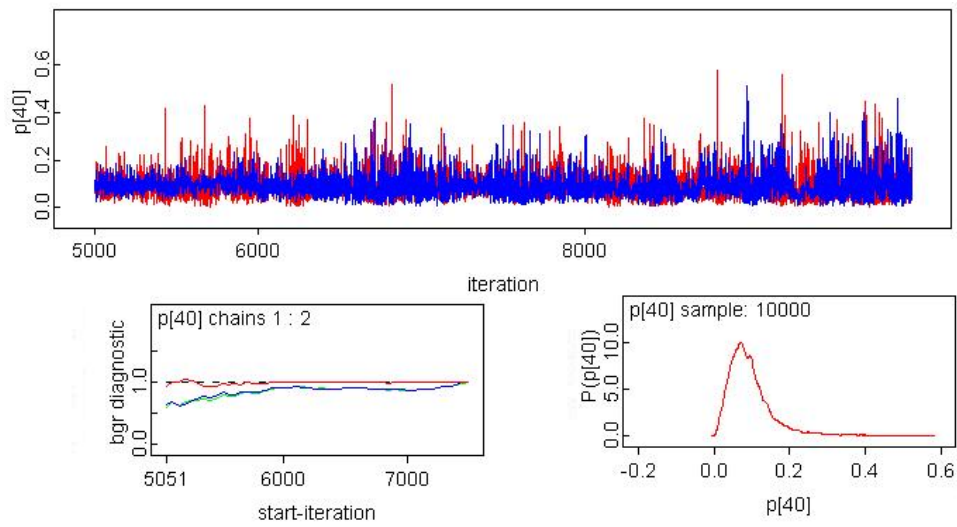 p[40]
0.6
0.4
0.2
0.0
5000 6000 8000
iteration
p[40] chains 1 : 2
bgr diagnostic
1.0
0.0
5051 6000 7000
start-iteration
p[40] sample: 10000
P(p[40])
10.0
5.0
0.0
-0.2 0.0 0.2 0.4 0.6
p[40]